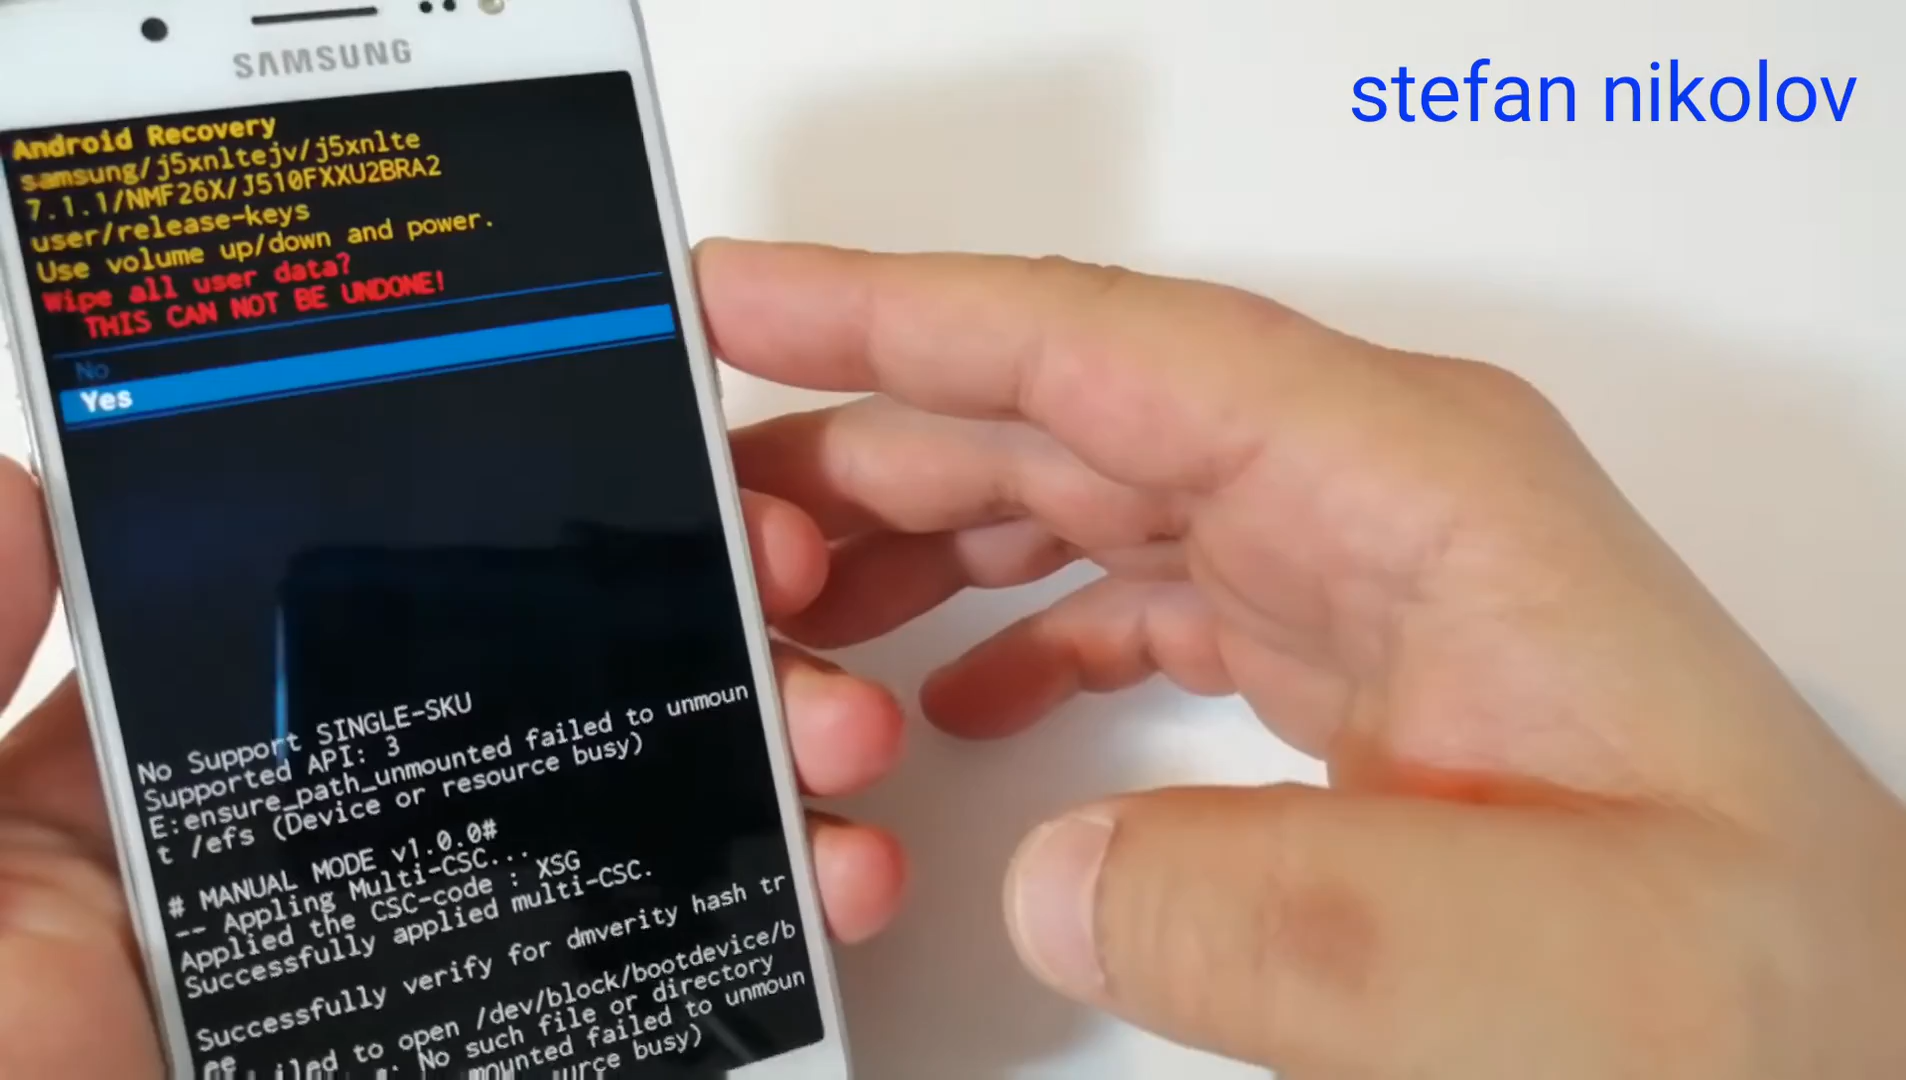 SAMSUNG
stefan nikolov
Android Recovery
samsung/j5xnltejv/j5xnlte
7.1.1/NMF26X/J510FXXU2BRA2
user/release-keys
Use volume up/down and power.
Wipe all user data?
THIS CAN NOT BE UNDONE!
No
Yes
No Support SINGLE-SKU
Supported API: 3
E:ensure_path_unmounted failed to unmoun
t /efs (Device or resource busy)
# MANUAL MODE v1.0.0#
-- Appling Multi-CSC...
Applied the CSC-code : XSG
Successfully applied multi-CSC.
Successfully verify for dmverity hash tr
ee
to open /dev/block/bootdevice/b
No such file or directory
failed to unmoun
busy)